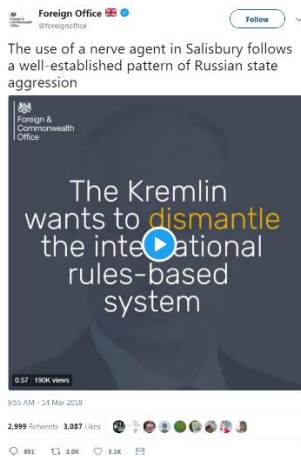 Foreign Office
@foreignoffice
Follow
The use of a nerve agent in Salisbury follows
a well-established pattern of Russian state
aggression
Foreign &
Commonwealth
Office
The Kremlin
wants to dismantle
the international
rules-based
system
0:57 190K views
9:55 AM - 14 Mar 2018
2,999 Retweets 3,087 Likes
691 3.0K 3.1K